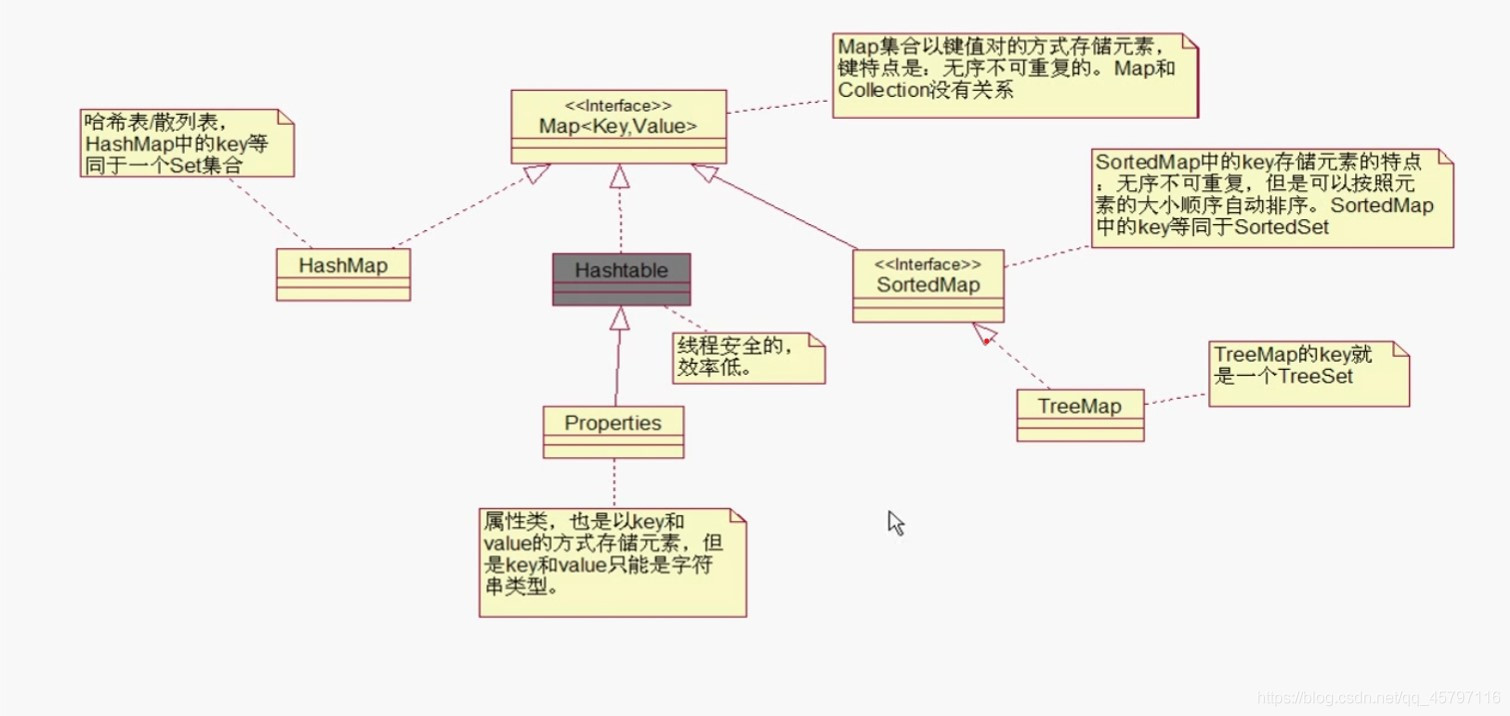 Map集合以键值对的方式存储元素，
键特点是：无序不可重复的。Map和
Collection没有关系
<<Interface>>
Map<Key,Value>
哈希表/散列表，
HashMap中的key等
同于一个Set集合
SortedMap中的key存储元素的特点
：无序不可重复，但是可以按照元
素的大小顺序自动排序。SortedMap
中的key等同于SortedSet
HashMap
Hashtable
<<Interface>>
SortedMap
线程安全的，
效率低。
TreeMap的key就
是一个TreeSet
TreeMap
Properties
属性类，也是以key和
value的方式存储元素，但
是key和value只能是字符
串类型。
https://blog.csdn.net/qq_45797116